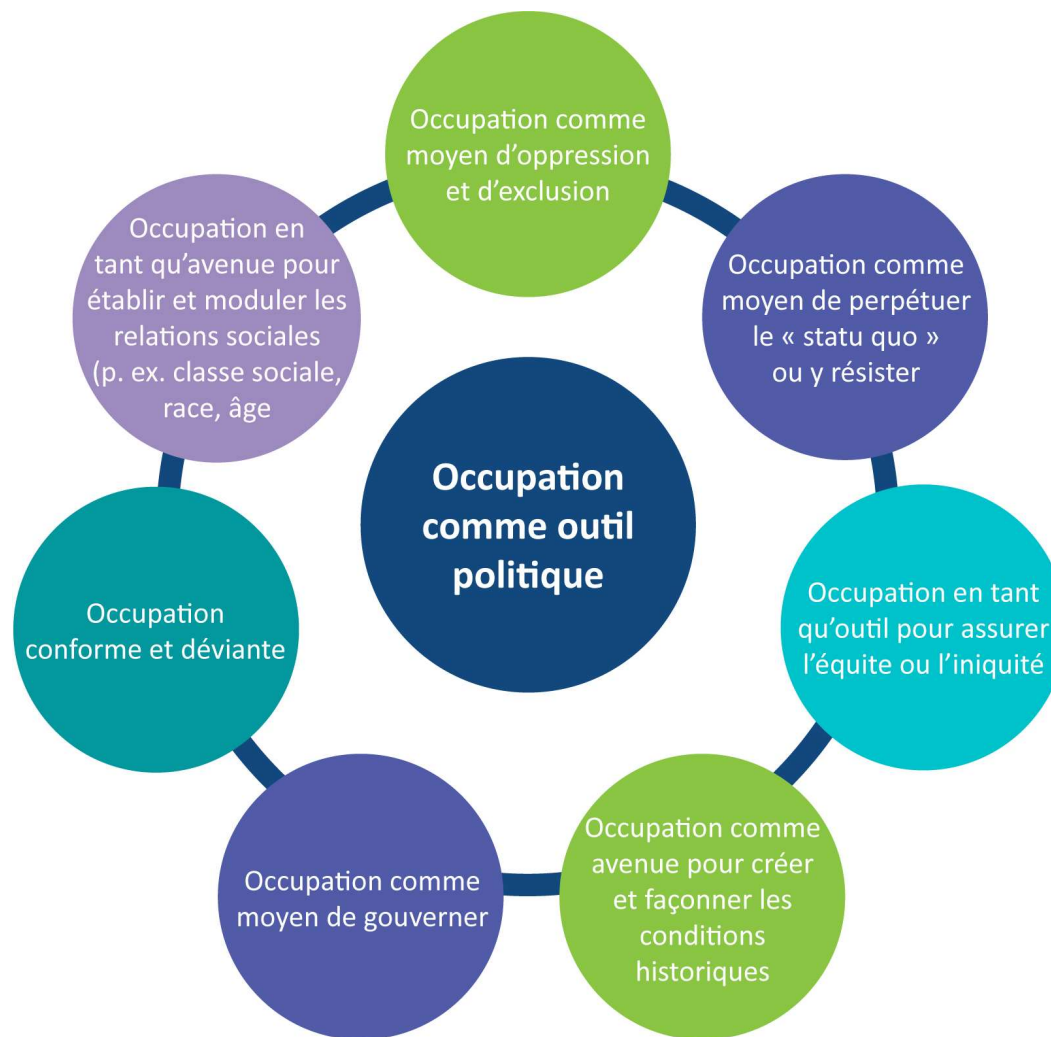 Occupation comme
moyen d’oppression
et d’exclusion
Occupation comme
moyen de perpétuer
le « statu quo »
ou y résister
Occupation en tant
qu’outil pour assurer
l’équite ou l’iniquité
Occupation comme
avenue pour créer
et façonner les
conditions
historiques
Occupation comme
moyen de gouverner
Occupation
conforme et déviante
Occupation en
tant qu’avenue pour
établir et moduler les
relations sociales
(p. ex. classe sociale,
race, âge
Occupation
comme outil
politique